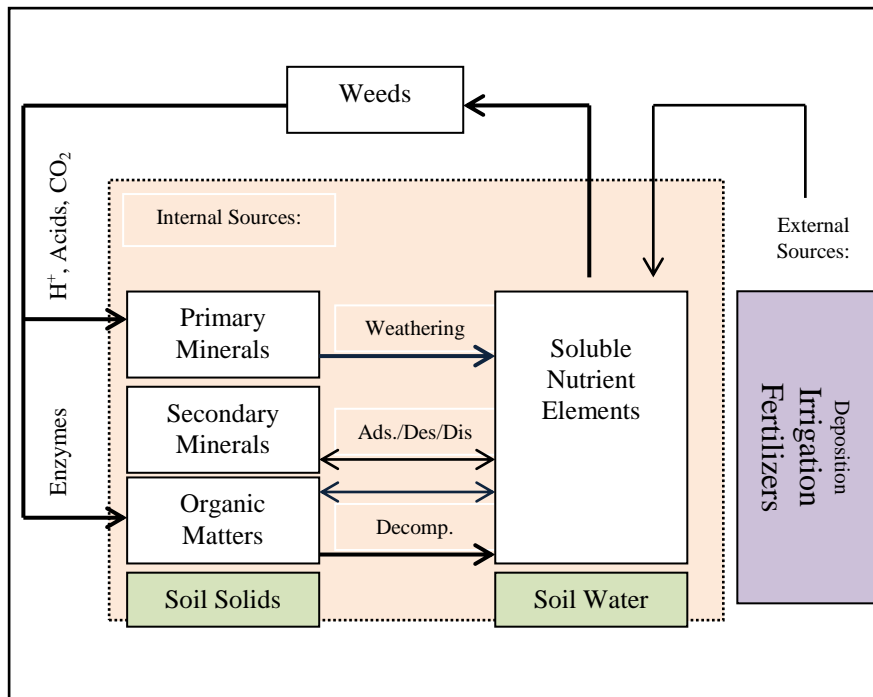 Weeds
H⁺, Acids, CO₂
Internal Sources:
External
Sources:
Primary
Minerals
Weathering
Soluble
Nutrient
Elements
Secondary
Minerals
Ads./Des/Dis
Enzymes
Organic
Matters
Decomp.
Deposition
Irrigation
Fertilizers
Soil Solids
Soil Water